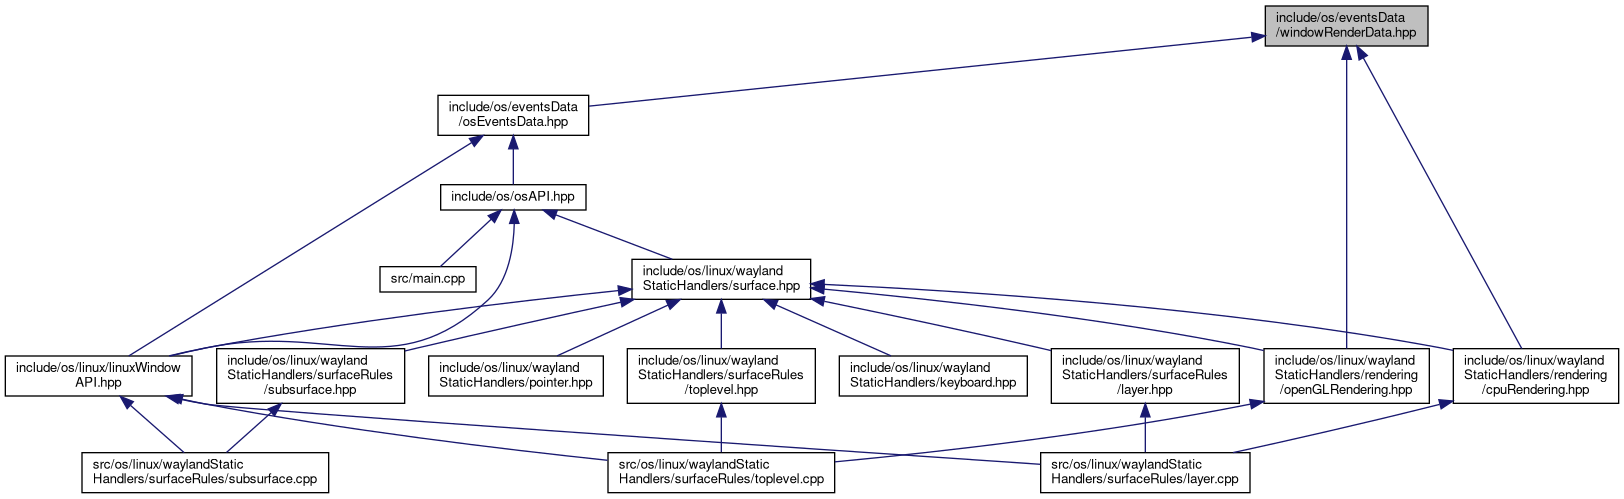 include/os/eventsData
/windowRenderData.hpp
include/os/eventsData
/osEventsData.hpp
include/os/osAPI.hpp
src/main.cpp
include/os/linux/wayland
StaticHandlers/surface.hpp
include/os/linux/linuxWindow
API.hpp
include/os/linux/wayland
StaticHandlers/surfaceRules
/subsurface.hpp
include/os/linux/wayland
StaticHandlers/pointer.hpp
include/os/linux/wayland
StaticHandlers/surfaceRules
/toplevel.hpp
include/os/linux/wayland
StaticHandlers/keyboard.hpp
include/os/linux/wayland
StaticHandlers/surfaceRules
/layer.hpp
include/os/linux/wayland
StaticHandlers/rendering
/openGLRendering.hpp
include/os/linux/wayland
StaticHandlers/rendering
/cpuRendering.hpp
src/os/linux/waylandStatic
Handlers/surfaceRules/subsurface.cpp
src/os/linux/waylandStatic
Handlers/surfaceRules/toplevel.cpp
src/os/linux/waylandStatic
Handlers/surfaceRules/layer.cpp